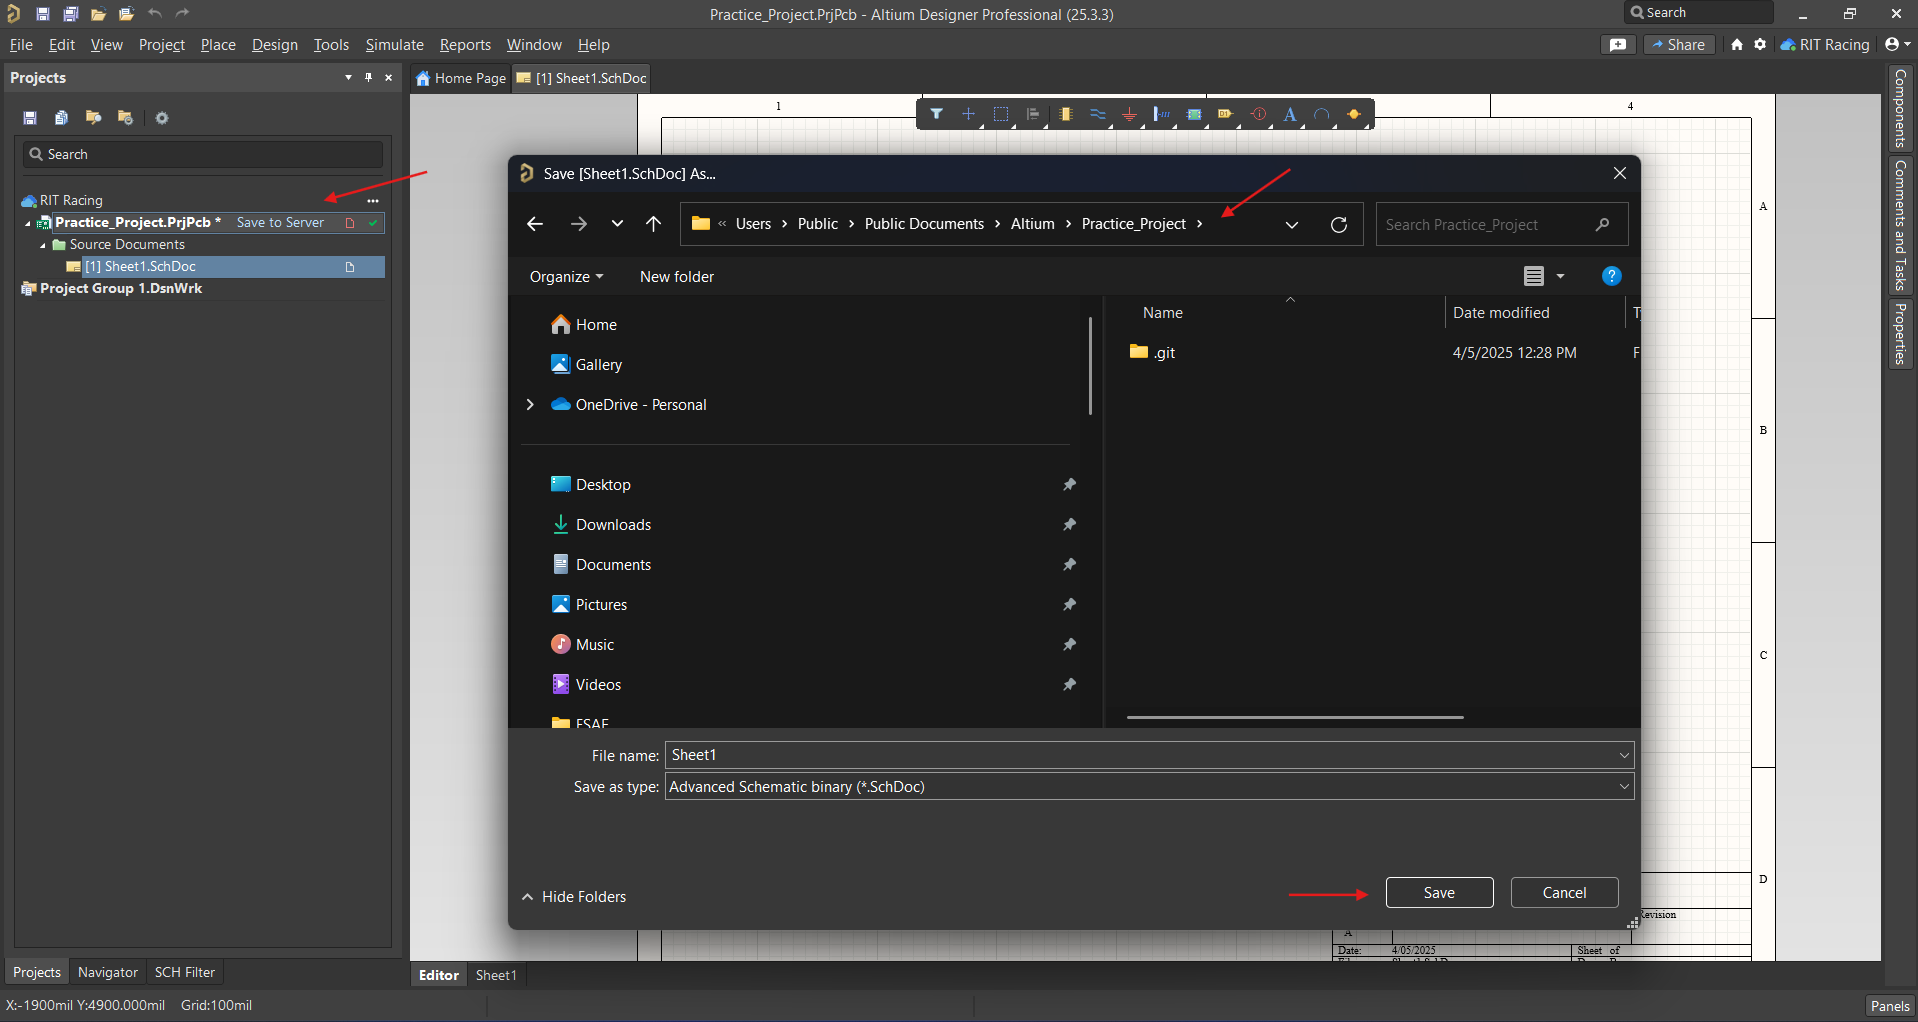 Practice_Project.PrjPcb - Altium Designer Professional (25.3.3)
Search
File Edit View Project Place Design Tools Simulate Reports Window Help
Share
RIT Racing
Projects
Home Page
[1] Sheet1.SchDoc
Search
RIT Racing
Practice_Project.PrjPcb * Save to Server
Source Documents
[1] Sheet1.SchDoc
Project Group 1.DsnWrk
1
4
A
B
C
D
Save [Sheet1.SchDoc] As...
« Users > Public > Public Documents > Altium > Practice_Project >
Search Practice_Project
Organize
New folder
Home
Gallery
OneDrive - Personal
Desktop
Downloads
Documents
Pictures
Music
Videos
FSAE
Name
Date modified
.git
4/5/2025 12:28 PM
File name: Sheet1
Save as type: Advanced Schematic binary (*.SchDoc)
Hide Folders
Save
Cancel
Revision
A
Date: 4/05/2025 Sheet of
Components
Comments and Tasks
Properties
Projects
Navigator
SCH Filter
Editor
Sheet1
X:-1900mil Y:4900.000mil Grid:100mil
Panels